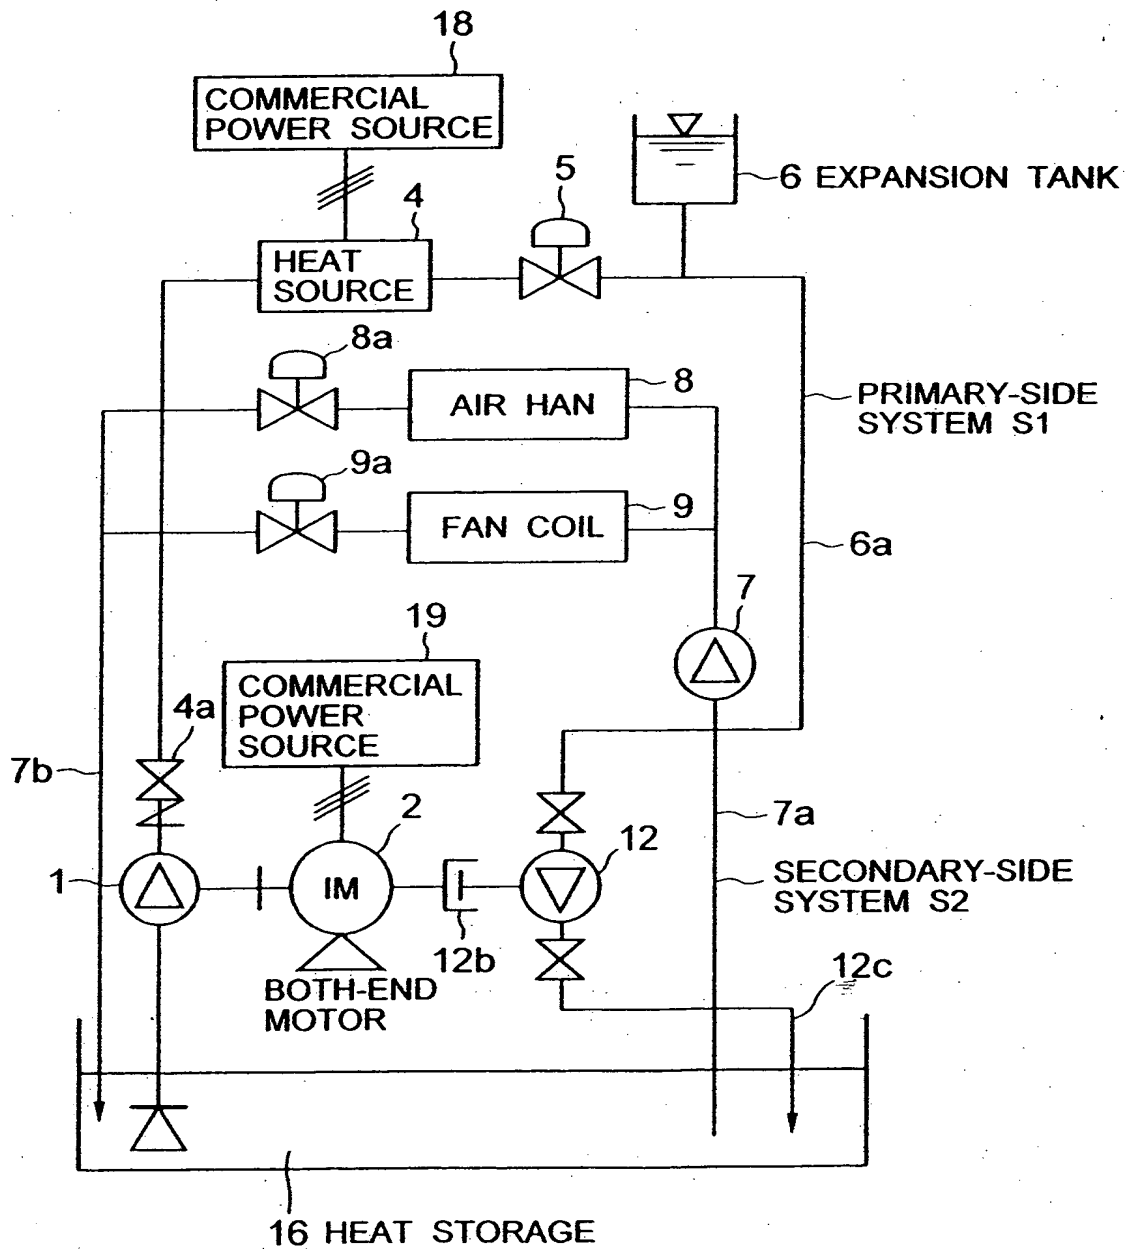 18
COMMERCIAL
POWER SOURCE
5
6 EXPANSION TANK
4
HEAT
SOURCE
8a
8
AIR HAN
PRIMARY-SIDE
SYSTEM S1
9a
9
FAN COIL
6a
7
19
COMMERCIAL
POWER
SOURCE
4a
7b
2
7a
12
1
IM
SECONDARY-SIDE
SYSTEM S2
12b
12c
BOTH-END
MOTOR
16 HEAT STORAGE